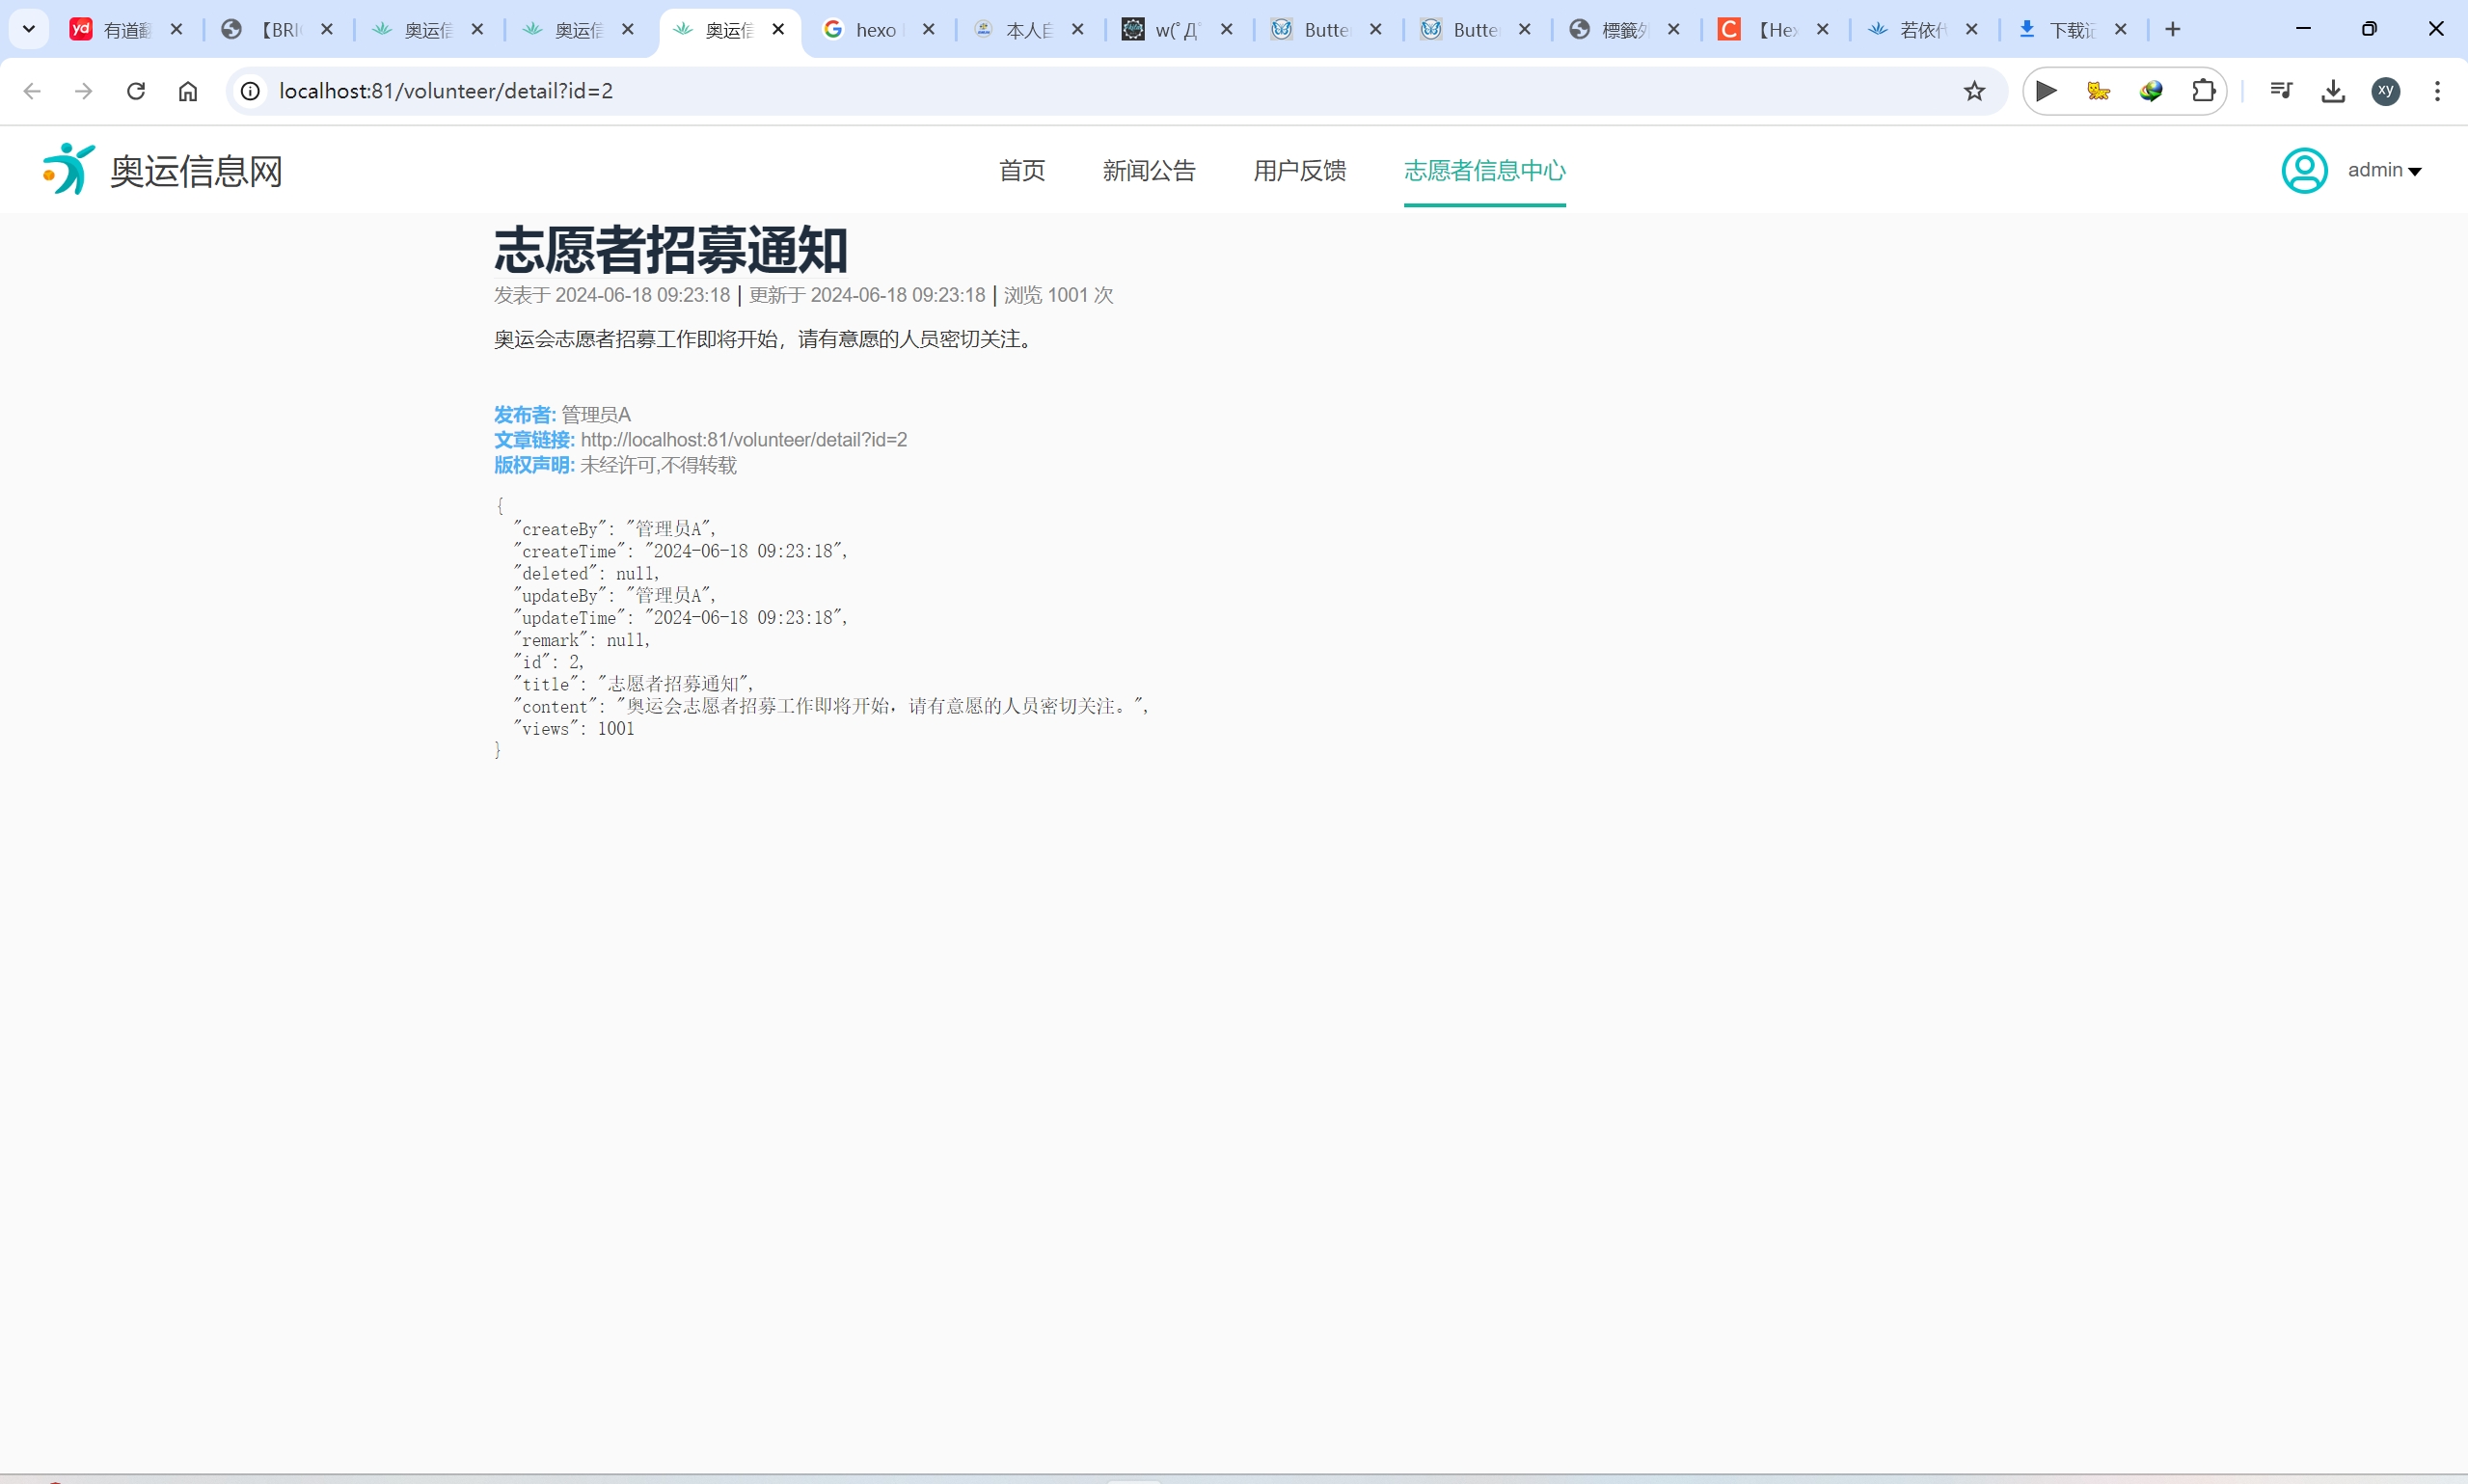 有道翻
【BRI
奥运信
奥运信
奥运信
hexo
本人自
w(ﾟДﾟ
Butte
Butte
標籤外
【He
若依代
下载记
localhost:81/volunteer/detail?id=2
xy
奥运信息网
首页 新闻公告 用户反馈 志愿者信息中心
admin
志愿者招募通知
发表于 2024-06-18 09:23:18 | 更新于 2024-06-18 09:23:18 | 浏览 1001 次
奥运会志愿者招募工作即将开始，请有意愿的人员密切关注。
发布者: 管理员A
文章链接: http://localhost:81/volunteer/detail?id=2
版权声明: 未经许可,不得转载
{
"createBy": "管理员A",
"createTime": "2024-06-18 09:23:18",
"deleted": null,
"updateBy": "管理员A",
"updateTime": "2024-06-18 09:23:18",
"remark": null,
"id": 2,
"title": "志愿者招募通知",
"content": "奥运会志愿者招募工作即将开始，请有意愿的人员密切关注。",
"views": 1001
}